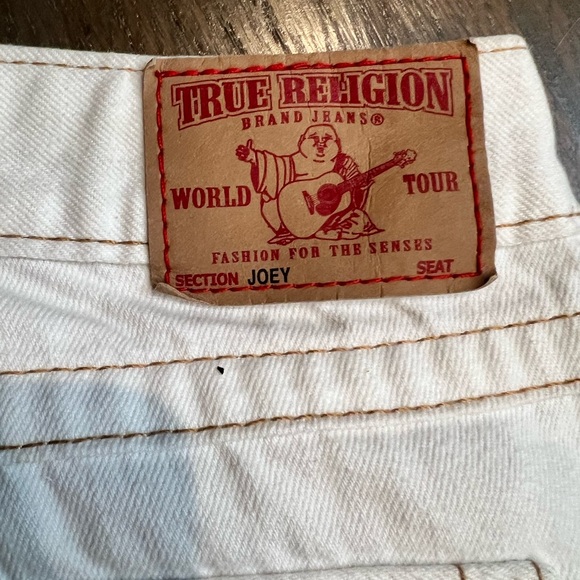 TRUE RELIGION
BRAND JEANS®
WORLD TOUR
FASHION FOR THE SENSES
SECTION JOEY SEAT